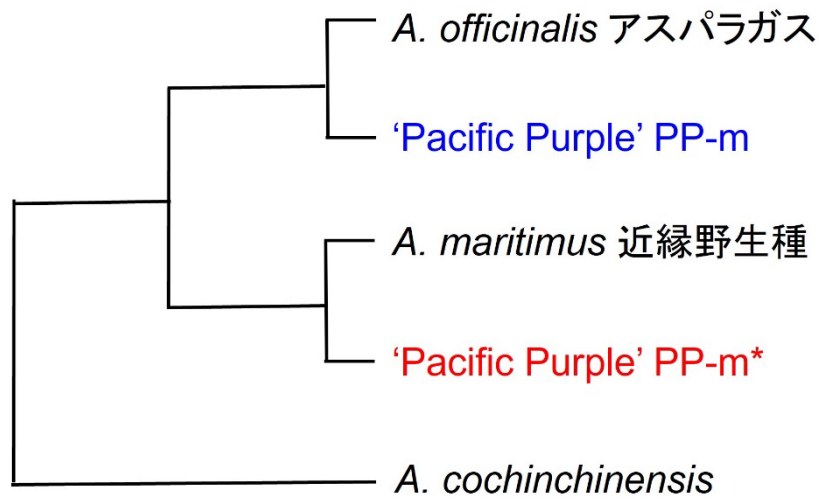 A. officinalis アスパラガス
‘Pacific Purple’ PP-m
A. maritimus 近縁野生種
‘Pacific Purple’ PP-m*
A. cochinchinensis